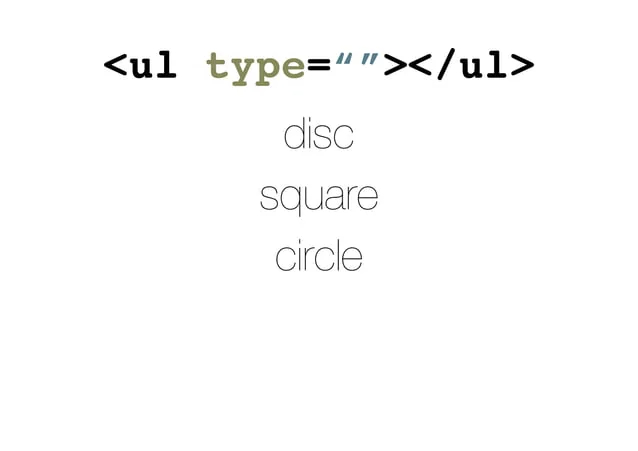 <ul type=“”></ul>
disc
square
circle